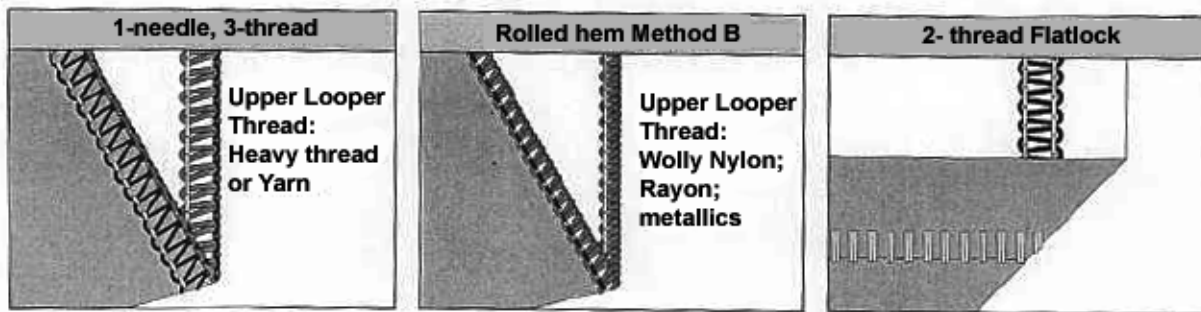 1-needle, 3-thread
Upper Looper
Thread:
Heavy thread
or Yarn
Rolled hem Method B
Upper Looper
Thread:
Wolly Nylon;
Rayon;
metallics
2- thread Flatlock